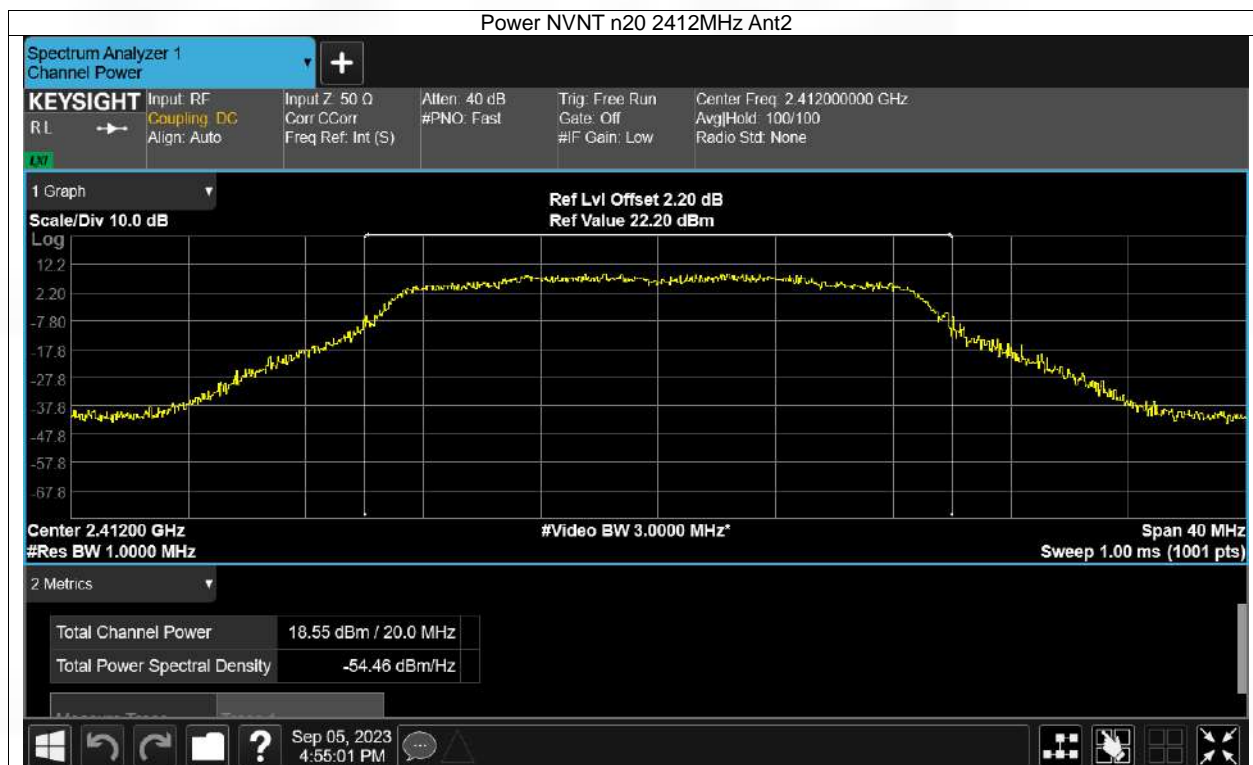 Power NVNT n20 2412MHz Ant2
Spectrum Analyzer 1
Channel Power
KEYSIGHT
RL
LXI
Input: RF
Coupling: DC
Align: Auto
Input Z: 50 Ω
Corr CCorr
Freq Ref: Int (S)
Atten: 40 dB
#PNO: Fast
Trig: Free Run
Gate: Off
#IF Gain: Low
Center Freq: 2.412000000 GHz
Avg|Hold: 100/100
Radio Std: None
1 Graph
Scale/Div 10.0 dB
Ref Lvl Offset 2.20 dB
Ref Value 22.20 dBm
Log
12.2
2.20
-7.80
-17.8
-27.8
-37.8
-47.8
-57.8
-67.8
Center 2.41200 GHz
#Res BW 1.0000 MHz
#Video BW 3.0000 MHz*
Span 40 MHz
Sweep 1.00 ms (1001 pts)
2 Metrics
Total Channel Power 18.55 dBm / 20.0 MHz
Total Power Spectral Density -54.46 dBm/Hz
?
Sep 05, 2023
4:55:01 PM